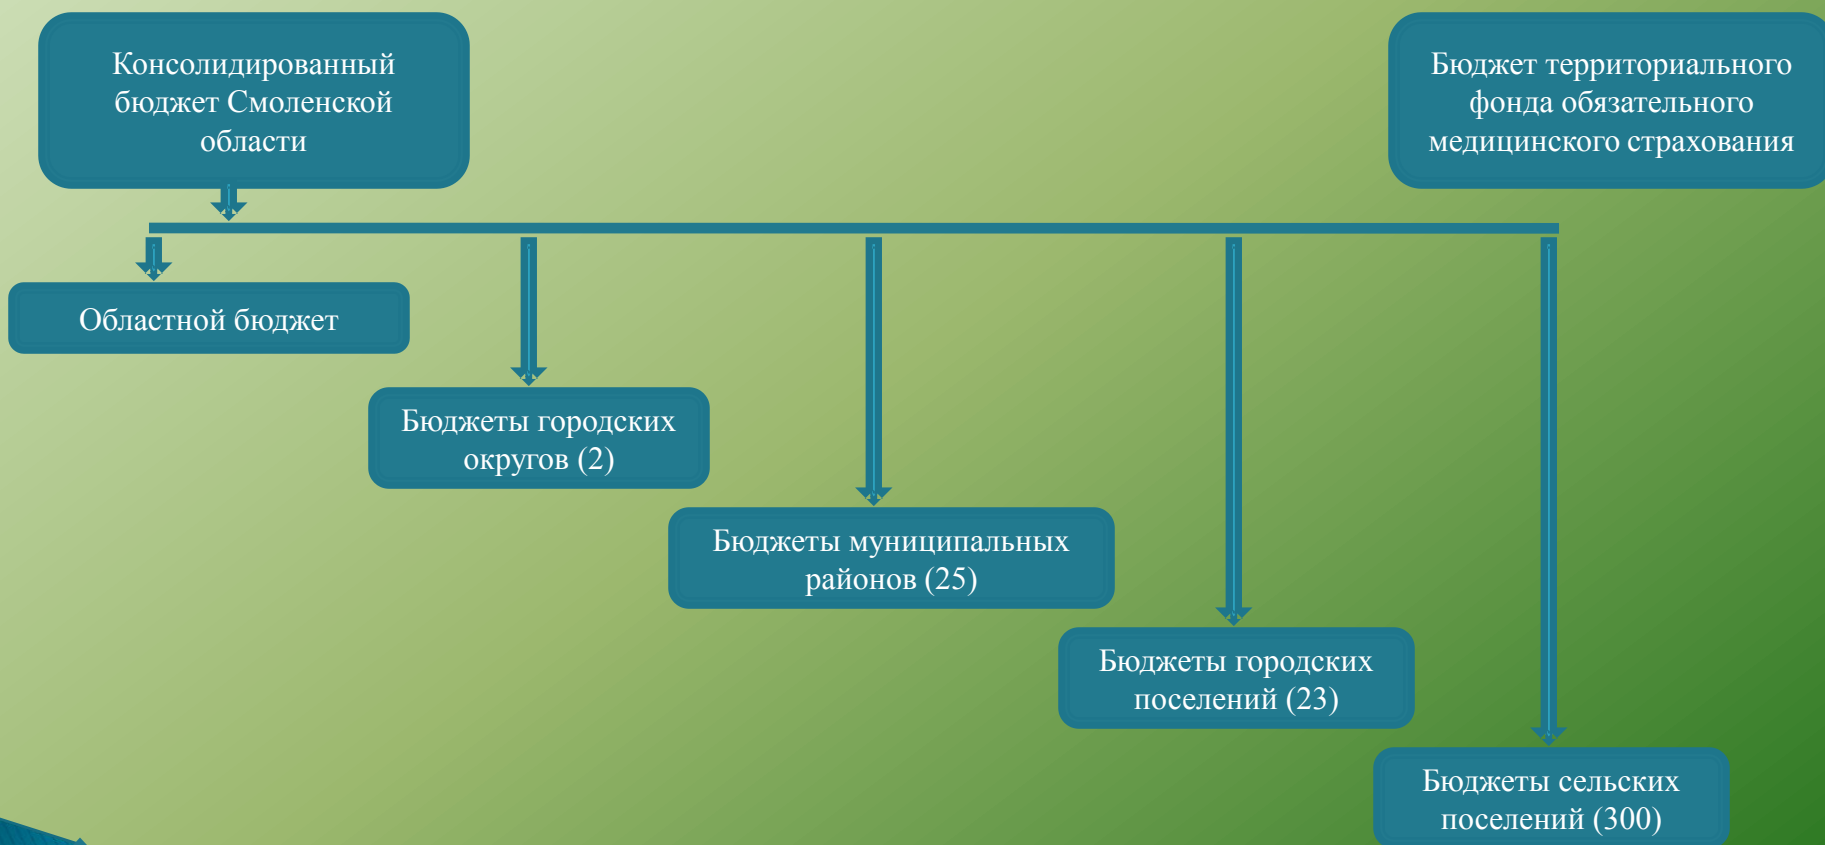 Консолидированный
бюджет Смоленской
области
Бюджет территориального
фонда обязательного
медицинского страхования
Областной бюджет
Бюджеты городских
округов (2)
Бюджеты муниципальных
районов (25)
Бюджеты городских
поселений (23)
Бюджеты сельских
поселений (300)